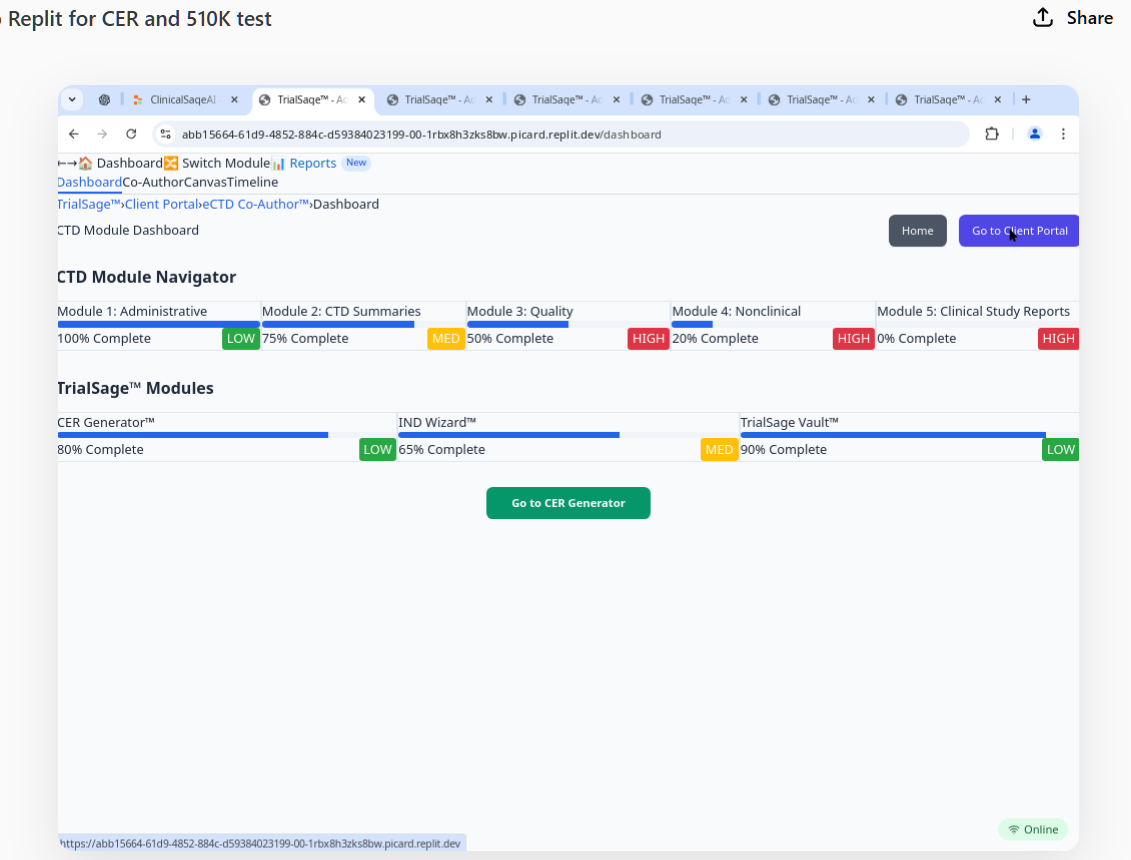 Replit for CER and 510K test
Share
ClinicalSageAI
TrialSage™ - Ac
TrialSage™ - Ac
TrialSage™ - Ac
TrialSage™ - Ac
TrialSage™ - Ac
TrialSage™ - Ac
abb15664-61d9-4852-884c-d59384023199-00-1rbx8h3zks8bw.picard.replit.dev/dashboard
←→🏠 Dashboard🔀 Switch Module📊 Reports New
DashboardCo-AuthorCanvasTimeline
TrialSage™›Client Portal›eCTD Co-Author™›Dashboard
CTD Module Dashboard
Home
Go to Client Portal
CTD Module Navigator
Module 1: Administrative
100% Complete LOW
Module 2: CTD Summaries
75% Complete MED
Module 3: Quality
50% Complete HIGH
Module 4: Nonclinical
20% Complete HIGH
Module 5: Clinical Study Reports
0% Complete HIGH
TrialSage™ Modules
CER Generator™
80% Complete LOW
IND Wizard™
65% Complete MED
TrialSage Vault™
90% Complete LOW
Go to CER Generator
Online
https://abb15664-61d9-4852-884c-d59384023199-00-1rbx8h3zks8bw.picard.replit.dev